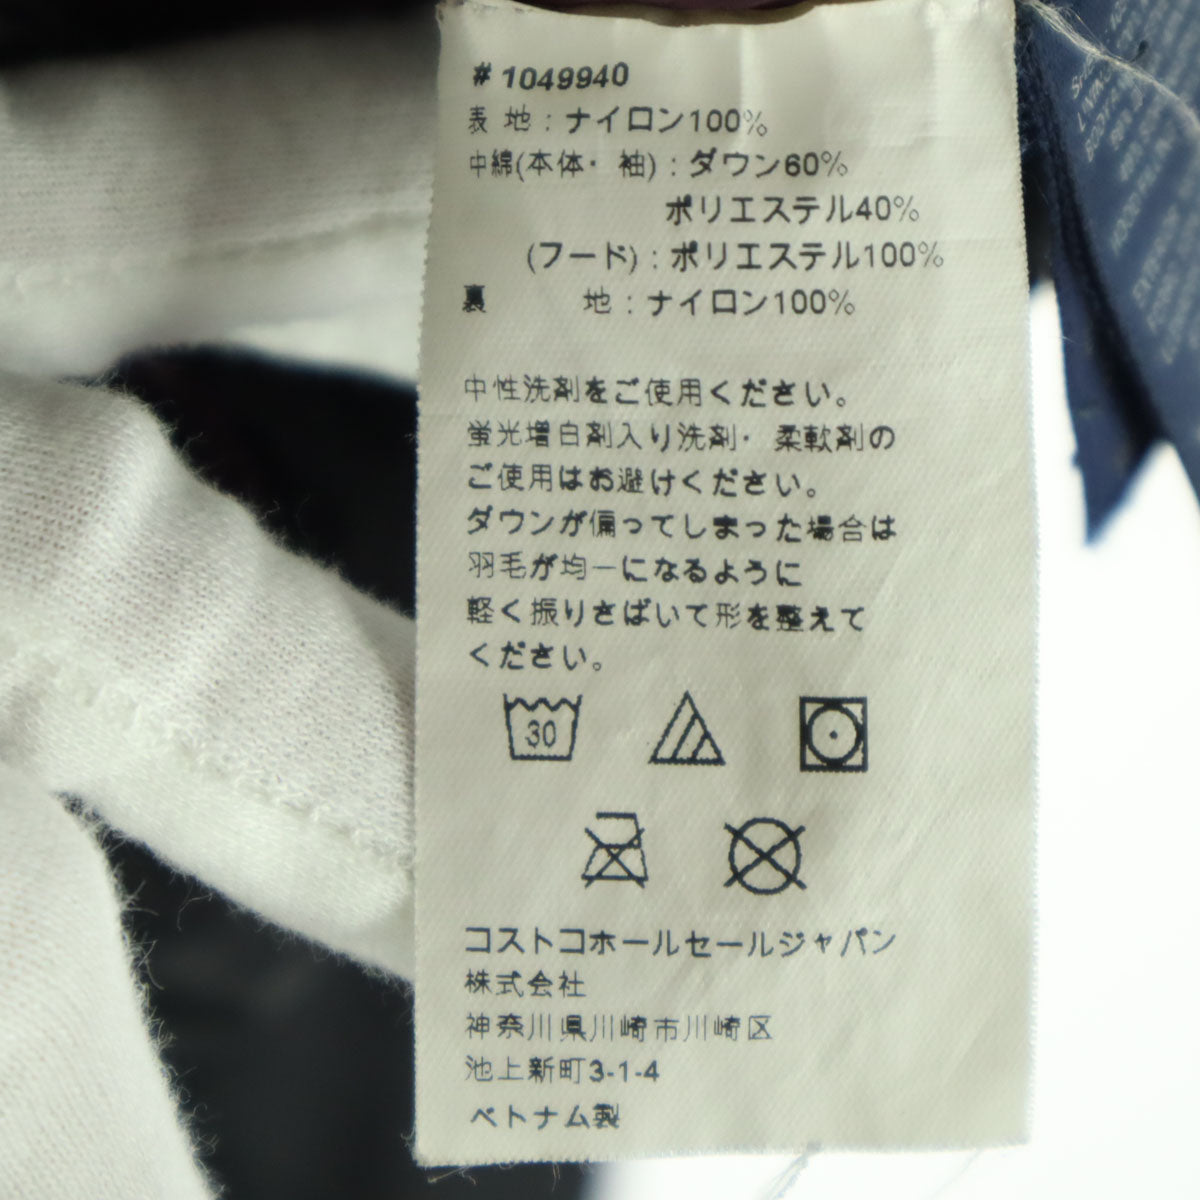 # 1049940
表 地 : ナイロン100%
中綿(本体・ 袖) : ダウン60%
ポリエステル40%
(フード) : ポリエステル100%
裏 地 : ナイロン100%
中性洗剤をご使用ください。
蛍光増白剤入り洗剤・ 柔軟剤の
ご使用はお避けください。
ダウンが偏ってしまった場合は
羽毛が均一になるように
軽く振りさばいて形を整えて
ください。
30
コストコホールセールジャパン
株式会社
神奈川県川崎市川崎区
池上新町3-1-4
ベトナム製